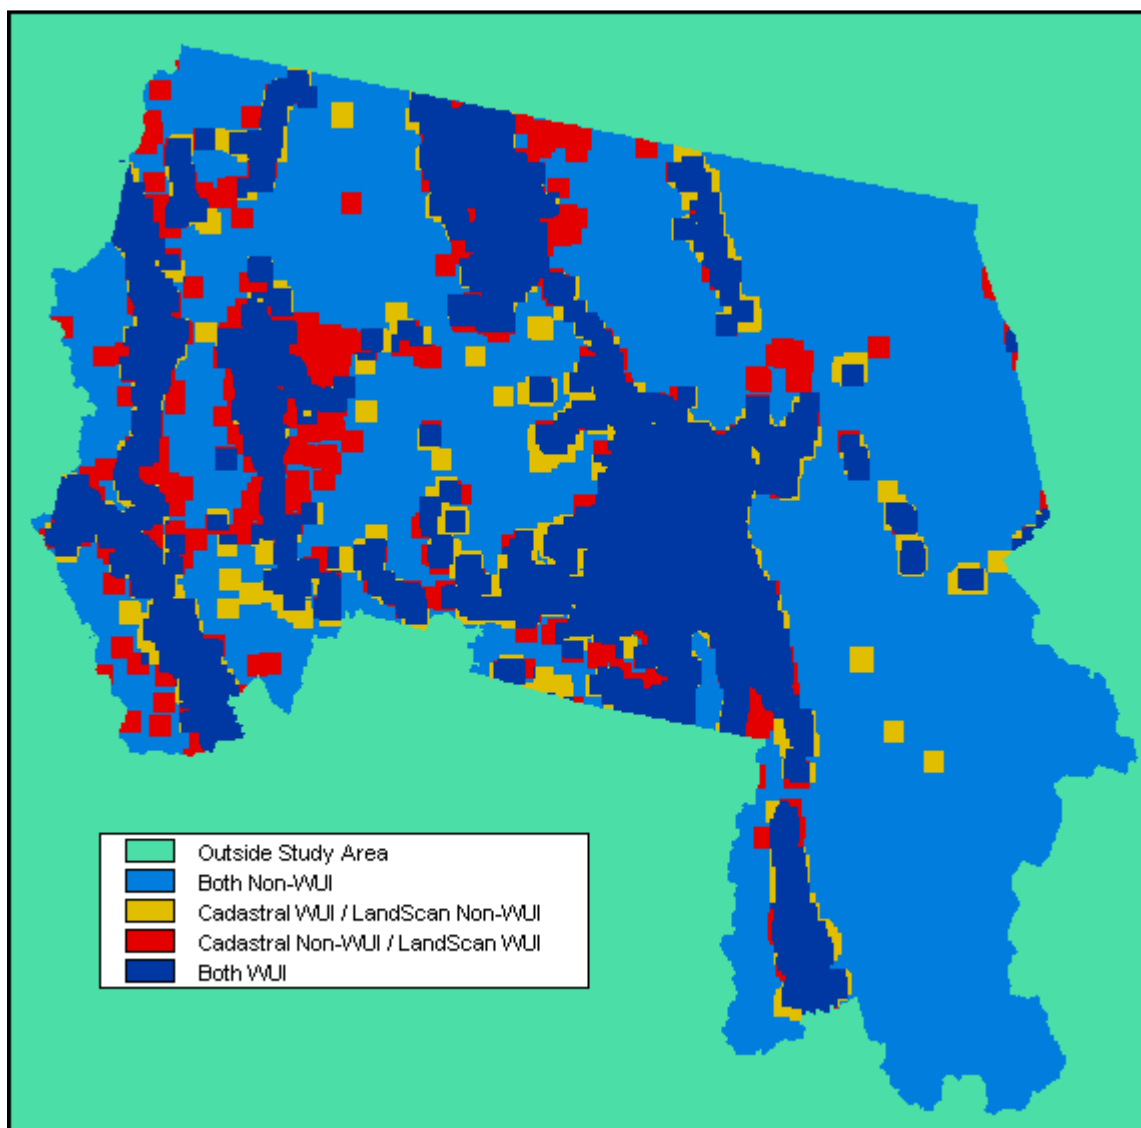 Outside Study Area
Both Non-WUI
Cadastral WUI / LandScan Non-WUI
Cadastral Non-WUI / LandScan WUI
Both WUI